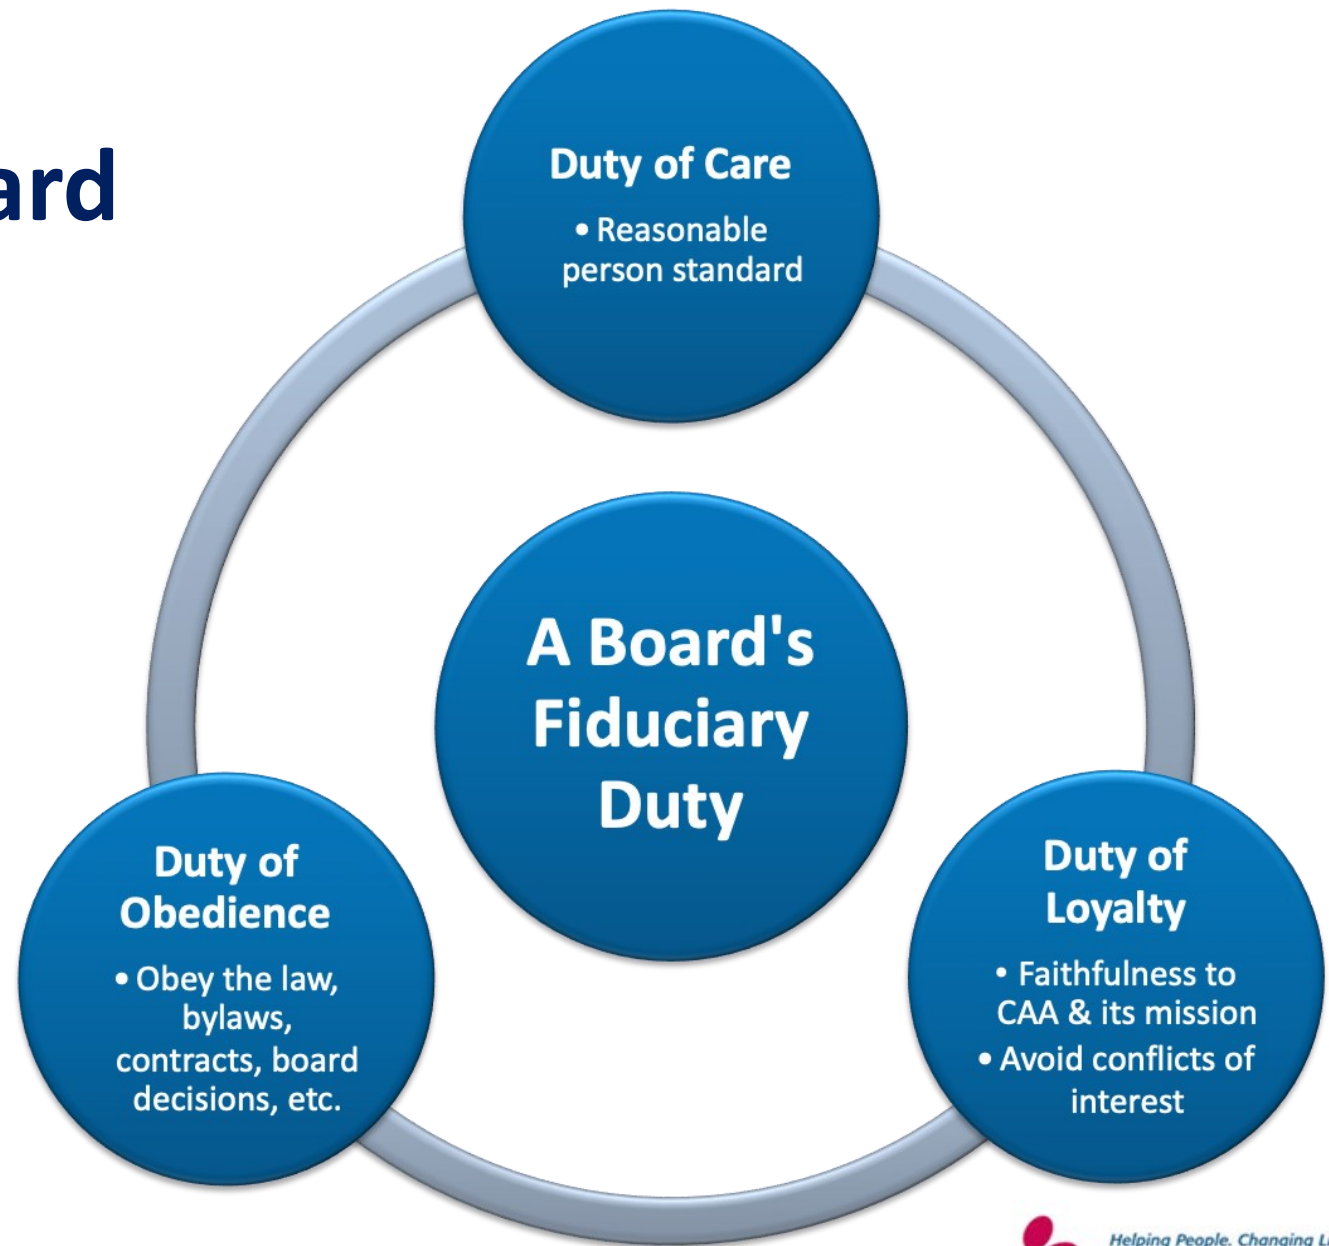 ard
Duty of Care
• Reasonable
person standard
A Board's
Fiduciary
Duty
Duty of
Obedience
• Obey the law,
bylaws,
contracts, board
decisions, etc.
Duty of
Loyalty
• Faithfulness to
CAA & its mission
• Avoid conflicts of
interest
Helping People. Changing Li